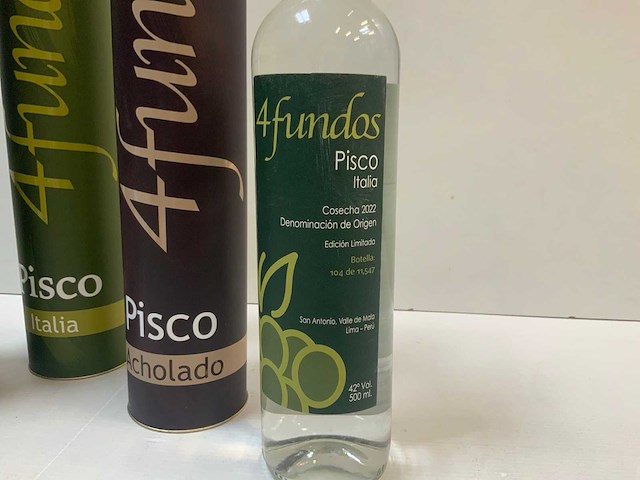 4fun
Pisco
Italia
4fun
Pisco
Acholado
4fundos
Pisco
Italia
Cosecha 2022
Denominación de Origen
Edición Limitada
Botella:
104 de 11,547
San Antonio, Valle de Mala
Lima – Perú
42º Vol.
500 ml.